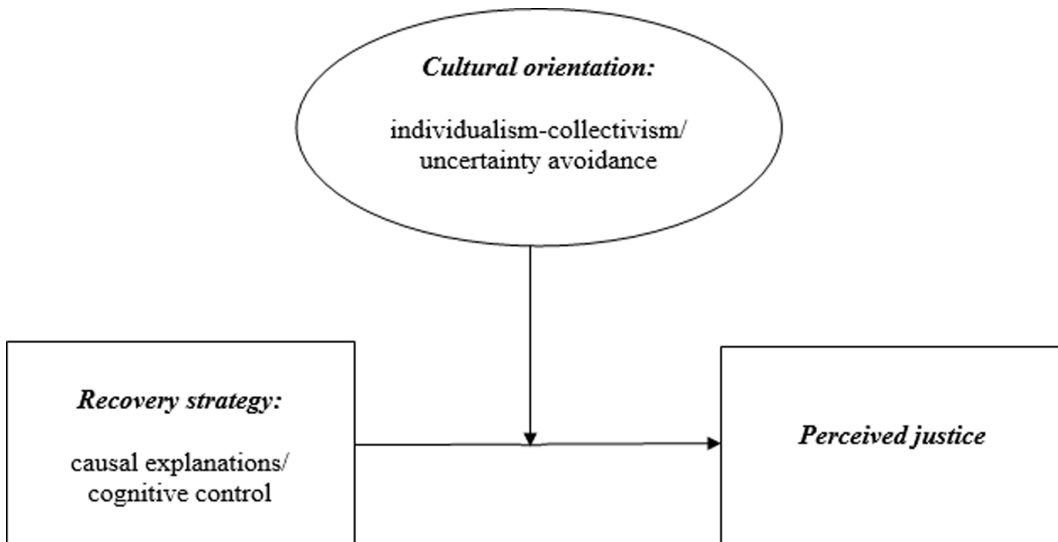 Cultural orientation:
individualism-collectivism/
uncertainty avoidance
Recovery strategy:
causal explanations/
cognitive control
Perceived justice